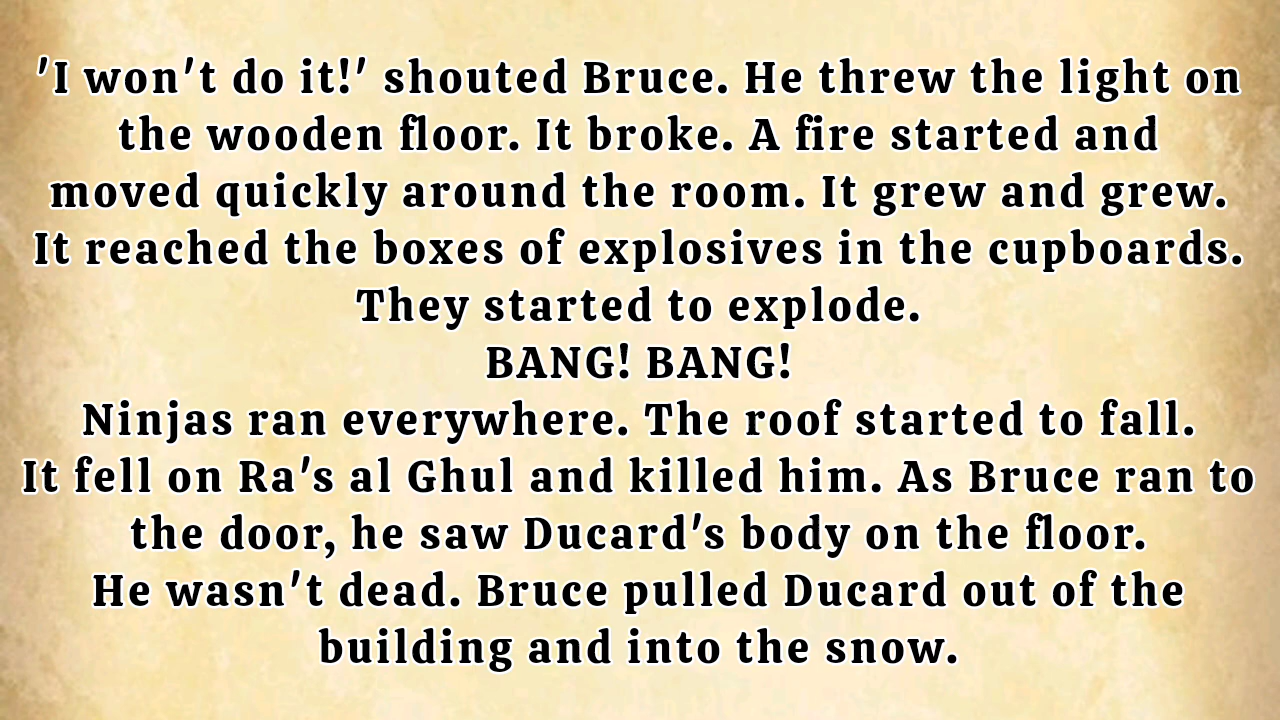 'I won't do it!' shouted Bruce. He threw the light on
the wooden floor. It broke. A fire started and
moved quickly around the room. It grew and grew.
It reached the boxes of explosives in the cupboards.
They started to explode.
BANG! BANG!
Ninjas ran everywhere. The roof started to fall.
It fell on Ra's al Ghul and killed him. As Bruce ran to
the door, he saw Ducard's body on the floor.
He wasn't dead. Bruce pulled Ducard out of the
building and into the snow.